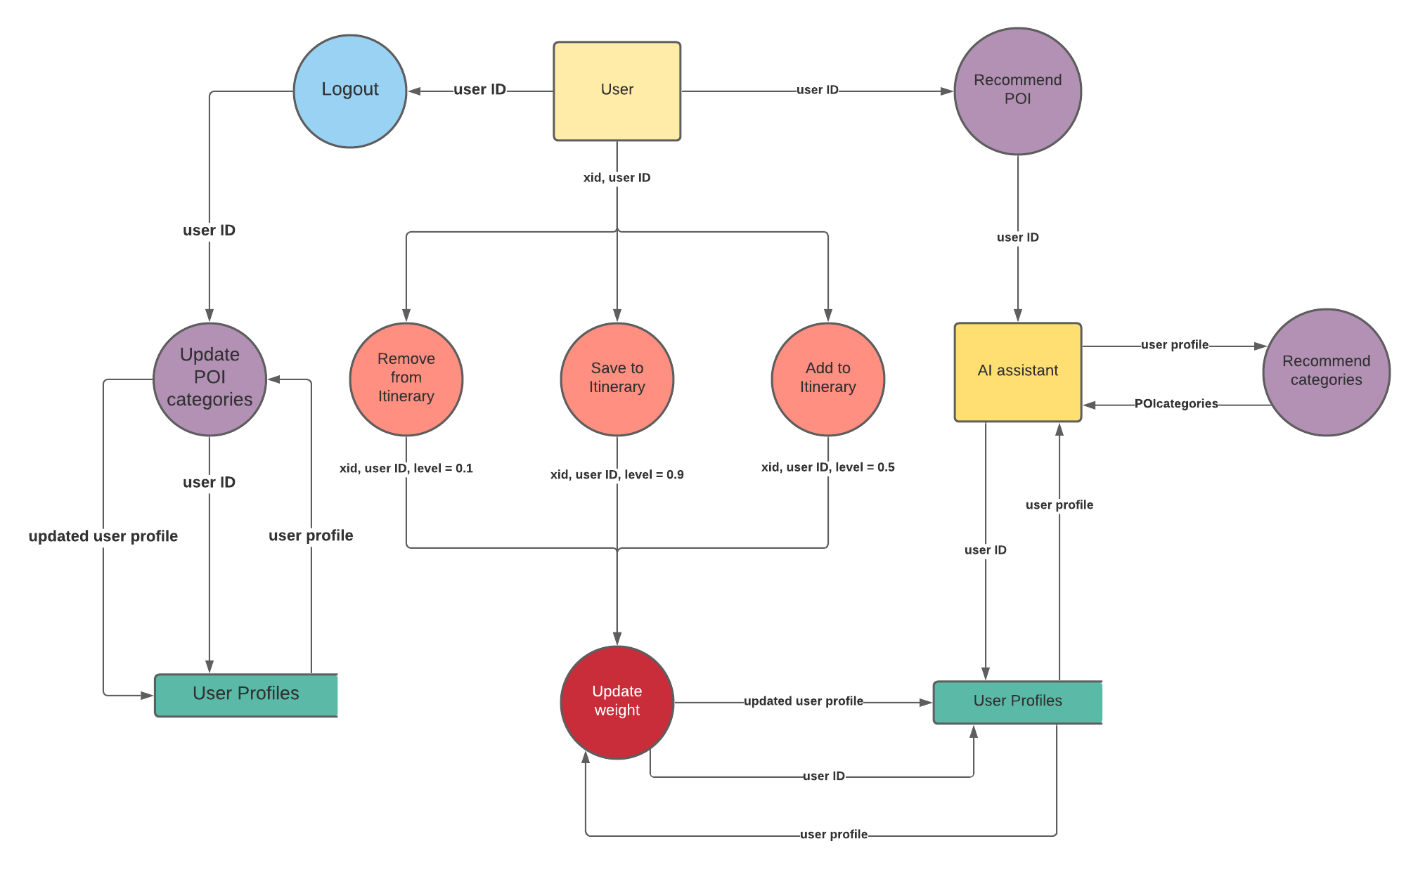 Logout
user ID
User
user ID
Recommend
POI
xid, user ID
user ID
user ID
Update
POI
categories
Remove
from
Itinerary
Save to
Itinerary
Add to
Itinerary
AI assistant
user profile
POIcategories
Recommend
categories
xid, user ID, level = 0.1
xid, user ID, level = 0.9
xid, user ID, level = 0.5
user ID
updated user profile
user profile
user profile
user ID
User Profiles
Update
weight
updated user profile
User Profiles
user ID
user profile